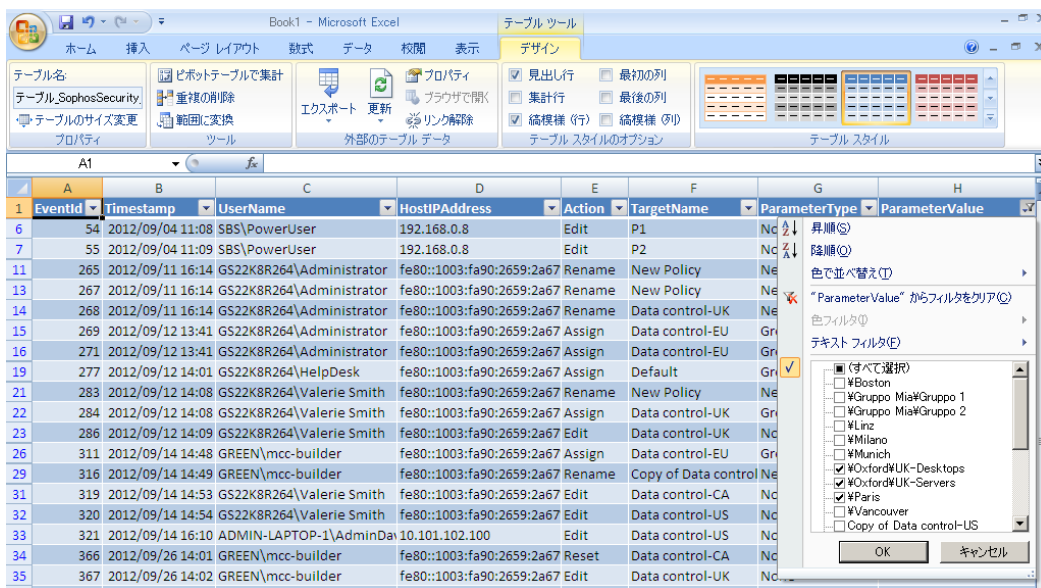 Book1 - Microsoft Excel
テーブル ツール
ホーム 挿入 ページ レイアウト 数式 データ 校閲 表示 デザイン
テーブル名:
テーブル_SophosSecurity
テーブルのサイズ変更
プロパティ
ピボットテーブルで集計
重複の削除
範囲に変換
ツール
エクスポート
更新
プロパティ
ブラウザで開く
リンク解除
外部のテーブル データ
見出し行
集計行
縞模様 (行)
最初の列
最後の列
縞模様 (列)
テーブル スタイルのオプション
テーブル スタイル
A1
fx
A B C D E F G H
1 EventId Timestamp UserName HostIPAddress Action TargetName ParameterType ParameterValue
6 54 2012/09/04 11:08 SBS\PowerUser 192.168.0.8 Edit P1
7 55 2012/09/04 11:09 SBS\PowerUser 192.168.0.8 Edit P2
11 265 2012/09/11 16:14 GS22K8R264\Administrator fe80::1003:fa90:2659:2a67 Rename New Policy
13 267 2012/09/11 16:14 GS22K8R264\Administrator fe80::1003:fa90:2659:2a67 Rename New Policy
14 268 2012/09/11 16:14 GS22K8R264\Administrator fe80::1003:fa90:2659:2a67 Rename Data control-UK
15 269 2012/09/12 13:41 GS22K8R264\Administrator fe80::1003:fa90:2659:2a67 Assign Data control-EU
16 271 2012/09/12 13:41 GS22K8R264\Administrator fe80::1003:fa90:2659:2a67 Assign Data control-EU
19 277 2012/09/12 14:01 GS22K8R264\HelpDesk fe80::1003:fa90:2659:2a67 Assign Default
21 283 2012/09/12 14:08 GS22K8R264\Valerie Smith fe80::1003:fa90:2659:2a67 Rename New Policy
22 284 2012/09/12 14:08 GS22K8R264\Valerie Smith fe80::1003:fa90:2659:2a67 Assign Data control-UK
23 286 2012/09/12 14:09 GS22K8R264\Valerie Smith fe80::1003:fa90:2659:2a67 Edit Data control-UK
26 311 2012/09/14 14:48 GREEN\mcc-builder fe80::1003:fa90:2659:2a67 Assign Data control-EU
29 316 2012/09/14 14:49 GREEN\mcc-builder fe80::1003:fa90:2659:2a67 Rename Copy of Data control
31 319 2012/09/14 14:53 GS22K8R264\Valerie Smith fe80::1003:fa90:2659:2a67 Edit Data control-CA
32 320 2012/09/14 14:54 GS22K8R264\Valerie Smith fe80::1003:fa90:2659:2a67 Edit Data control-US
33 321 2012/09/14 16:10 ADMIN-LAPTOP-1\AdminDav 10.101.102.100 Edit Data control-US
34 366 2012/09/26 14:01 GREEN\mcc-builder fe80::1003:fa90:2659:2a67 Reset Data control-CA
35 367 2012/09/26 14:02 GREEN\mcc-builder fe80::1003:fa90:2659:2a67 Edit Data control-UK
昇順(S)
降順(O)
色で並べ替え(T)
"ParameterValue" からフィルタをクリア(C)
色フィルタ(I)
テキスト フィルタ(F)
(すべて選択)
¥Boston
¥Gruppo Mia¥Gruppo 1
¥Gruppo Mia¥Gruppo 2
¥Linz
¥Milano
¥Munich
¥Oxford¥UK-Desktops
¥Oxford¥UK-Servers
¥Paris
¥Vancouver
Copy of Data control-US
OK キャンセル